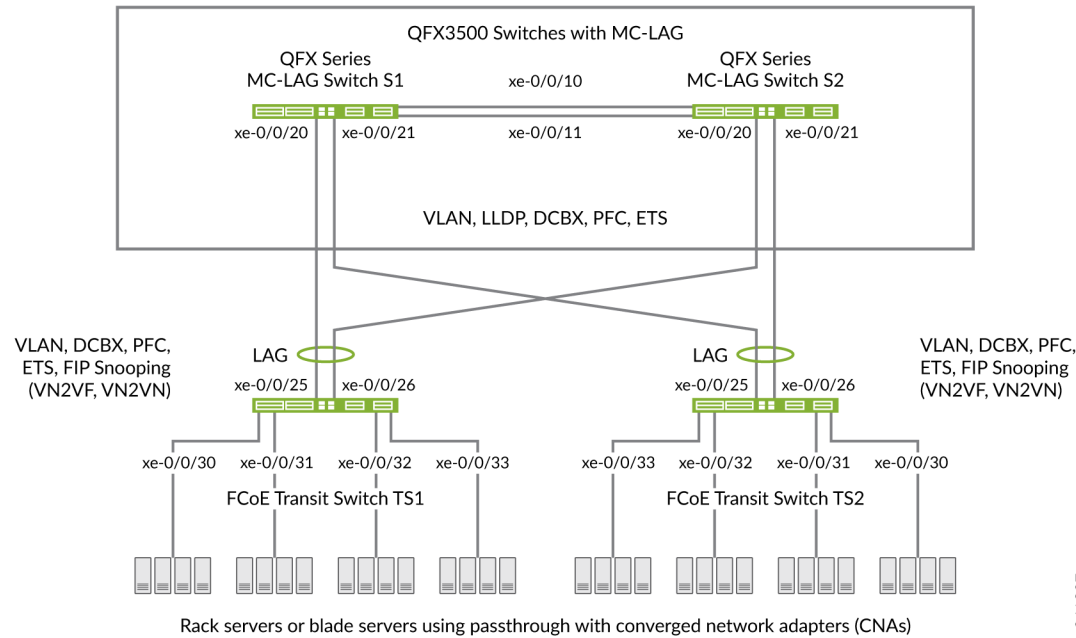 QFX3500 Switches with MC-LAG
QFX Series
MC-LAG Switch S1
QFX Series
MC-LAG Switch S2
xe-0/0/10
xe-0/0/20
xe-0/0/21
xe-0/0/11
xe-0/0/20
xe-0/0/21
VLAN, LLDP, DCBX, PFC, ETS
VLAN, DCBX, PFC,
ETS, FIP Snooping
(VN2VF, VN2VN)
LAG
LAG
VLAN, DCBX, PFC,
ETS, FIP Snooping
(VN2VF, VN2VN)
xe-0/0/25
xe-0/0/26
xe-0/0/25
xe-0/0/26
xe-0/0/30
xe-0/0/31
xe-0/0/32
xe-0/0/33
xe-0/0/33
xe-0/0/32
xe-0/0/31
xe-0/0/30
FCoE Transit Switch TS1
FCoE Transit Switch TS2
Rack servers or blade servers using passthrough with converged network adapters (CNAs)